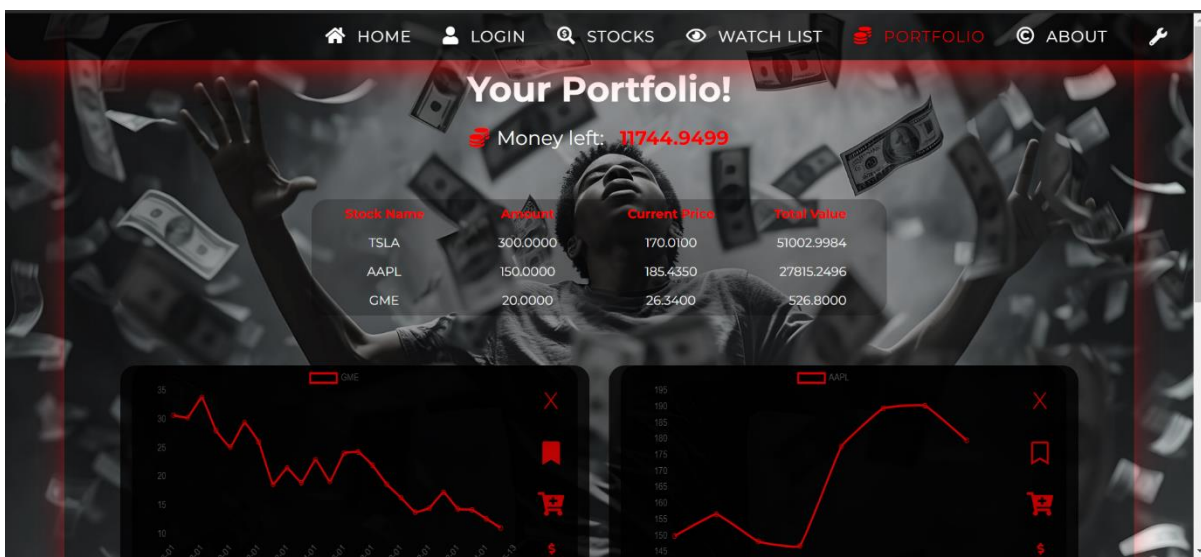 HOME LOGIN STOCKS WATCH LIST PORTFOLIO ABOUT
Your Portfolio!
Money left: 11744.9499
Stock Name Amount Current Price Total Value
TSLA 300.0000 170.0100 51002.9984
AAPL 150.0000 185.4350 27815.2496
GME 20.0000 26.3400 526.8000
GME
35
30
25
20
15
10
AAPL
195
190
185
180
175
170
165
160
155
150
145